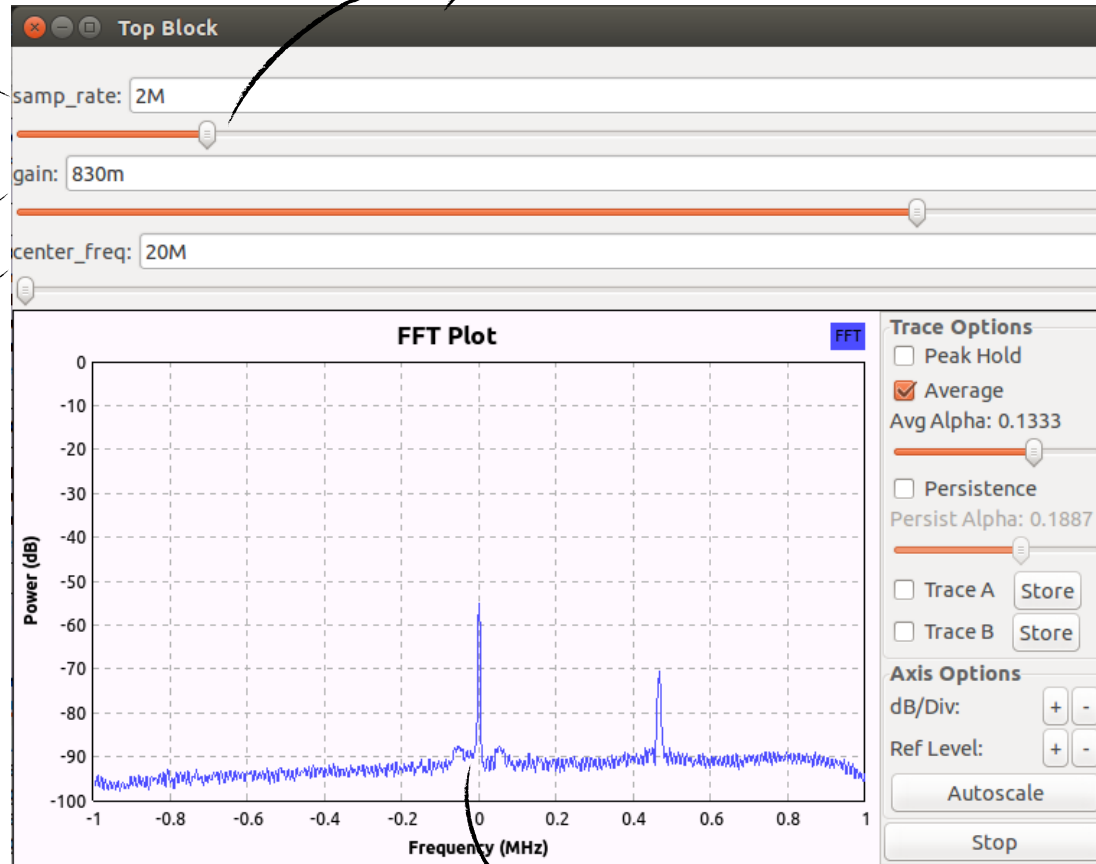 Top Block
samp_rate: 2M
gain: 830m
center_freq: 20M
FFT Plot
FFT
0
-10
-20
-30
-40
-50
-60
-70
-80
-90
-100
Power (dB)
-1 -0.8 -0.6 -0.4 -0.2 0 0.2 0.4 0.6 0.8 1
Frequency (MHz)
Trace Options
Peak Hold
Average
Avg Alpha: 0.1333
Persistence
Persist Alpha: 0.1887
Trace A Store
Trace B Store
Axis Options
dB/Div: + -
Ref Level: + -
Autoscale
Stop